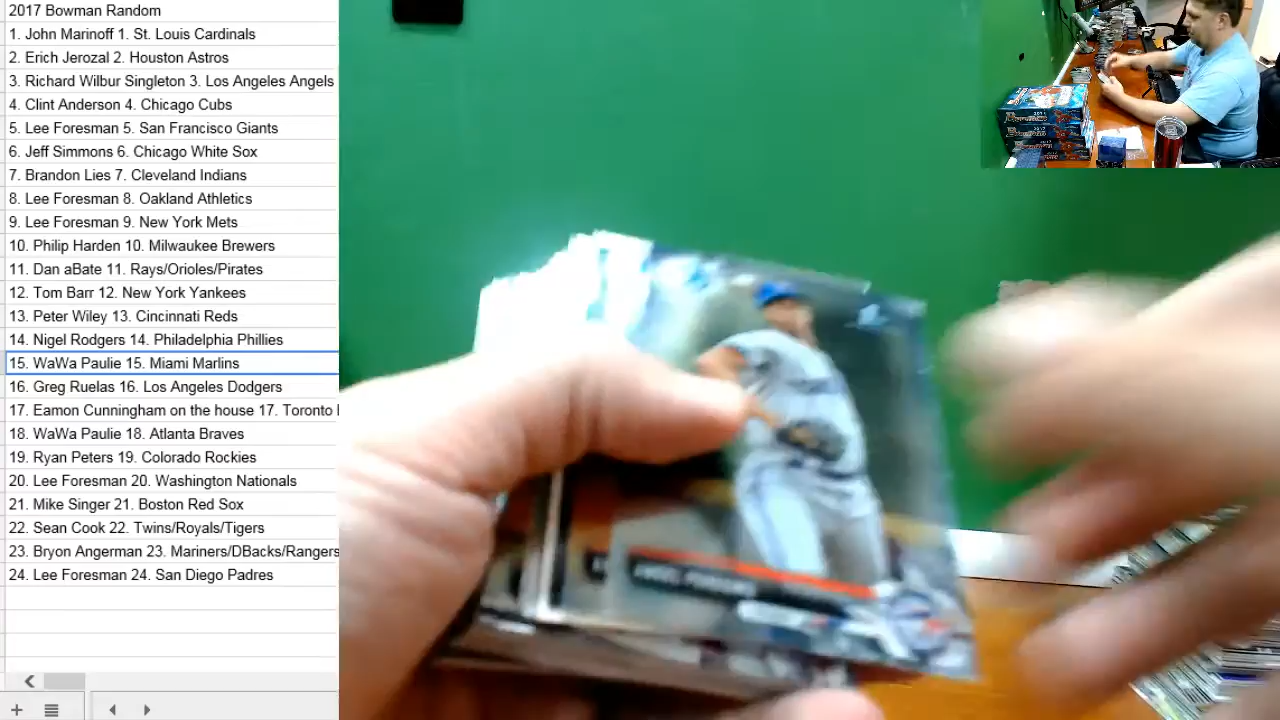 2017 Bowman Random
1. John Marinoff 1. St. Louis Cardinals
2. Erich Jerozal 2. Houston Astros
3. Richard Wilbur Singleton 3. Los Angeles Angels
4. Clint Anderson 4. Chicago Cubs
5. Lee Foresman 5. San Francisco Giants
6. Jeff Simmons 6. Chicago White Sox
7. Brandon Lies 7. Cleveland Indians
8. Lee Foresman 8. Oakland Athletics
9. Lee Foresman 9. New York Mets
10. Philip Harden 10. Milwaukee Brewers
11. Dan aBate 11. Rays/Orioles/Pirates
12. Tom Barr 12. New York Yankees
13. Peter Wiley 13. Cincinnati Reds
14. Nigel Rodgers 14. Philadelphia Phillies
15. WaWa Paulie 15. Miami Marlins
16. Greg Ruelas 16. Los Angeles Dodgers
17. Eamon Cunningham on the house 17. Toronto
18. WaWa Paulie 18. Atlanta Braves
19. Ryan Peters 19. Colorado Rockies
20. Lee Foresman 20. Washington Nationals
21. Mike Singer 21. Boston Red Sox
22. Sean Cook 22. Twins/Royals/Tigers
23. Bryon Angerman 23. Mariners/DBacks/Rangers
24. Lee Foresman 24. San Diego Padres